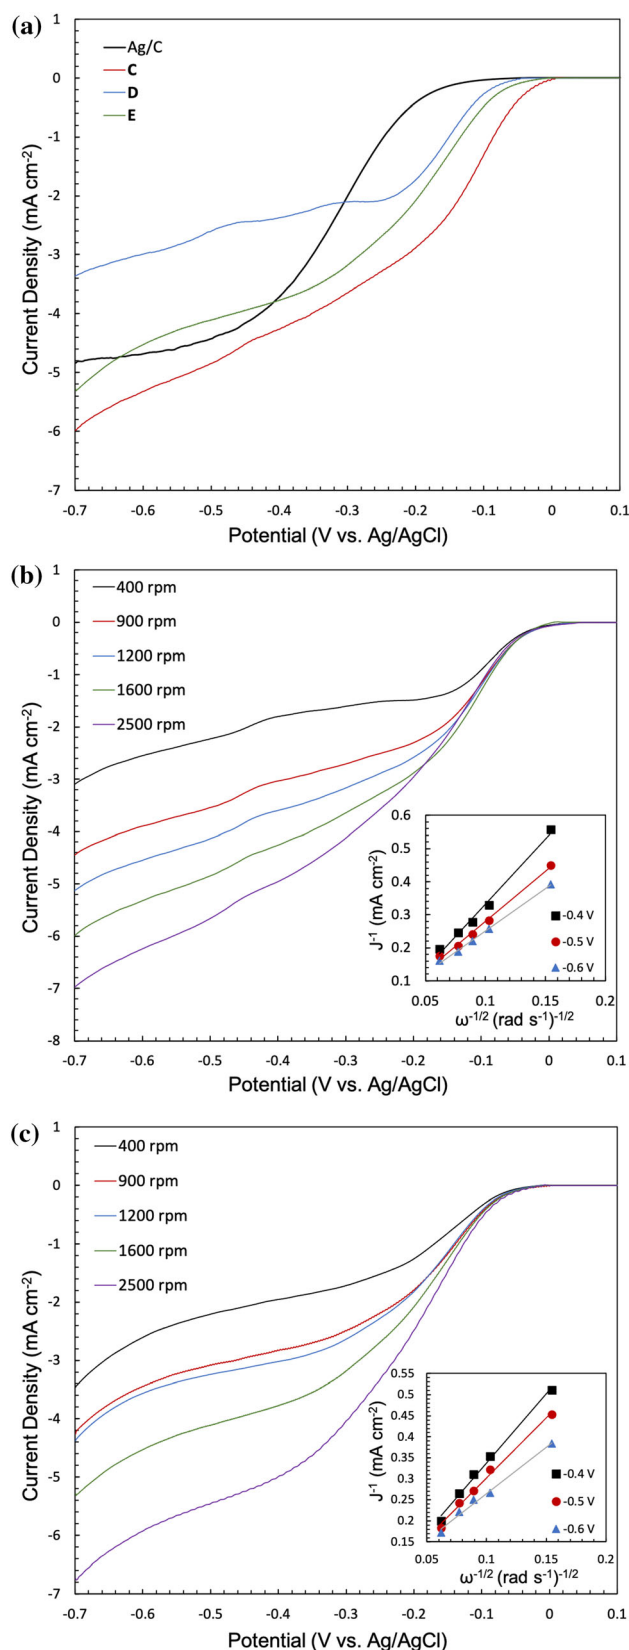 (a)
1
0
-1
-2
-3
-4
-5
-6
-7
Ag/C
C
D
E
Current Density (mA cm-2)
-0.7 -0.6 -0.5 -0.4 -0.3 -0.2 -0.1 0 0.1
Potential (V vs. Ag/AgCl)
(b)
1
0
-1
-2
-3
-4
-5
-6
-7
-8
400 rpm
900 rpm
1200 rpm
1600 rpm
2500 rpm
Current Density (mA cm-2)
0.6
0.5
0.4
0.3
0.2
0.1
J-1 (mA cm-2)
-0.4 V
-0.5 V
-0.6 V
0.05 0.1 0.15 0.2
ω-1/2 (rad s-1)-1/2
-0.7 -0.6 -0.5 -0.4 -0.3 -0.2 -0.1 0 0.1
Potential (V vs. Ag/AgCl)
(c)
1
0
-1
-2
-3
-4
-5
-6
-7
400 rpm
900 rpm
1200 rpm
1600 rpm
2500 rpm
Current Density (mA cm-2)
0.55
0.5
0.45
0.4
0.35
0.3
0.25
0.2
0.15
J-1 (mA cm-2)
-0.4 V
-0.5 V
-0.6 V
0.05 0.1 0.15 0.2
ω-1/2 (rad s-1)-1/2
-0.7 -0.6 -0.5 -0.4 -0.3 -0.2 -0.1 0 0.1
Potential (V vs. Ag/AgCl)